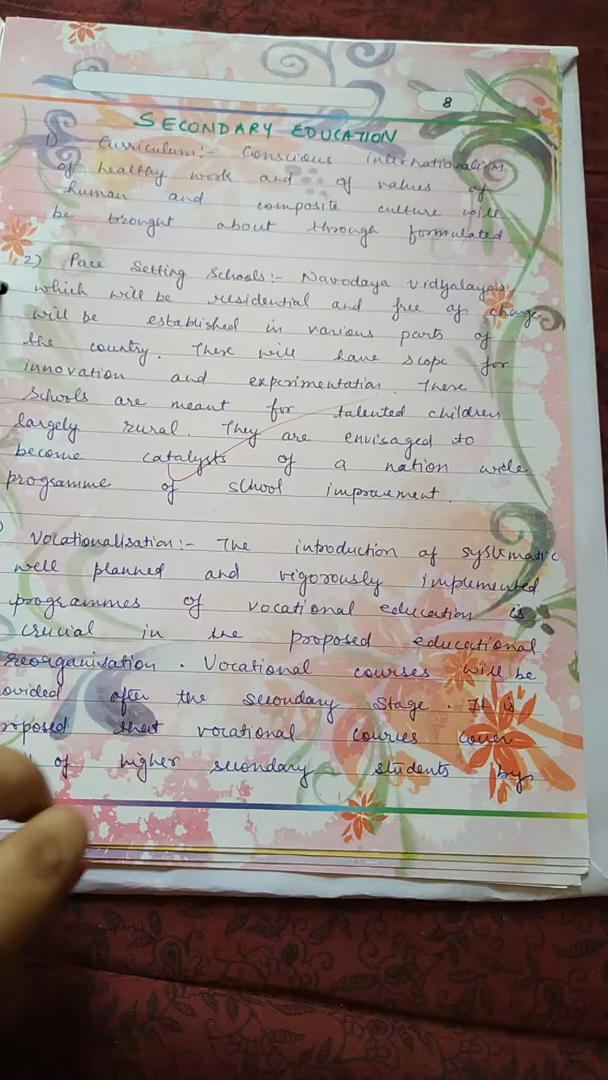 8
SECONDARY EDUCATION
1) Curriculum:- Conscious internationalism
of healthy work and of values of
human and composite culture will
be brought about through formulated.
2) Pace Setting Schools:- Navodaya Vidyalayas,
which will be residential and free of charge
will be established in various parts of
the country. There will have scope for
innovation and experimentation. There
schools are meant for talented children
largely rural. They are envisaged to
become catalysts of a nation wide
programme of school improvement.
) Vocationalisation:- The introduction of systematic
well planned and vigorously implemented
programmes of vocational education is
crucial in the proposed educational
reorganisation. Vocational courses will be
ovided after the secondary stage. It is
roposed that vocational courses cover
of higher secondary students by